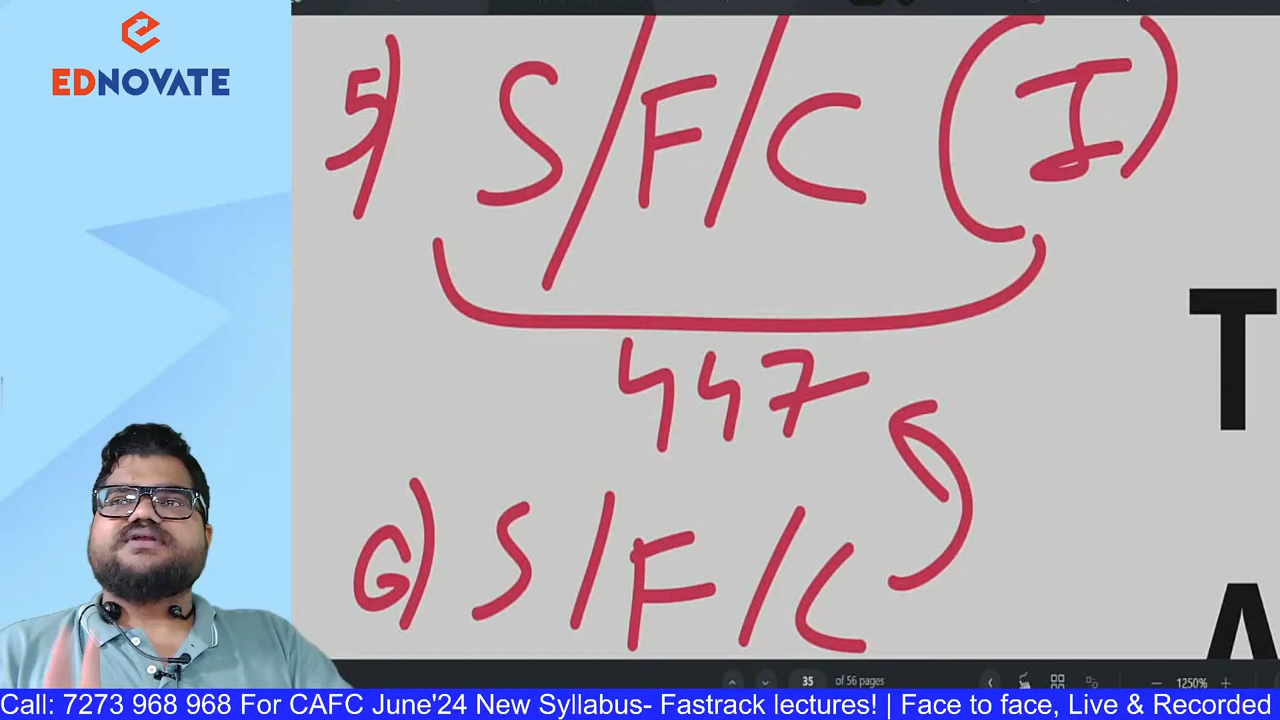 EDNOVATE
5) S/F/C (I)
447
6) S/F/C
T
A
35 of 56 pages
1250%
Call: 7273 968 968 For CAFC June'24 New Syllabus- Fastrack lectures! | Face to face, Live & Recorded